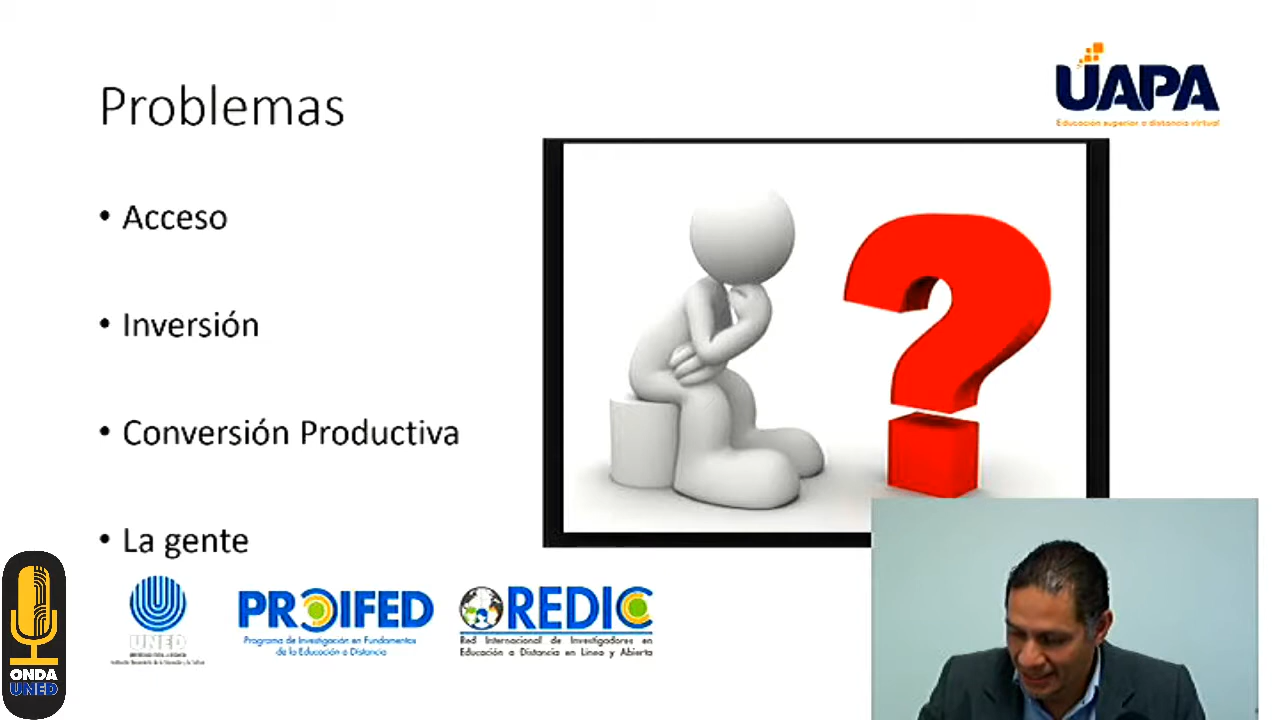 UAPA
Educación superior a distancia virtual
Problemas
• Acceso
• Inversión
• Conversión Productiva
• La gente
UNED
PROIFED
Programa de Investigación en Fundamentos
de la Educación a Distancia
REDIC
Red Internacional de Investigadores en
Educación a Distancia en Línea y Abierta
ONDA
UNED